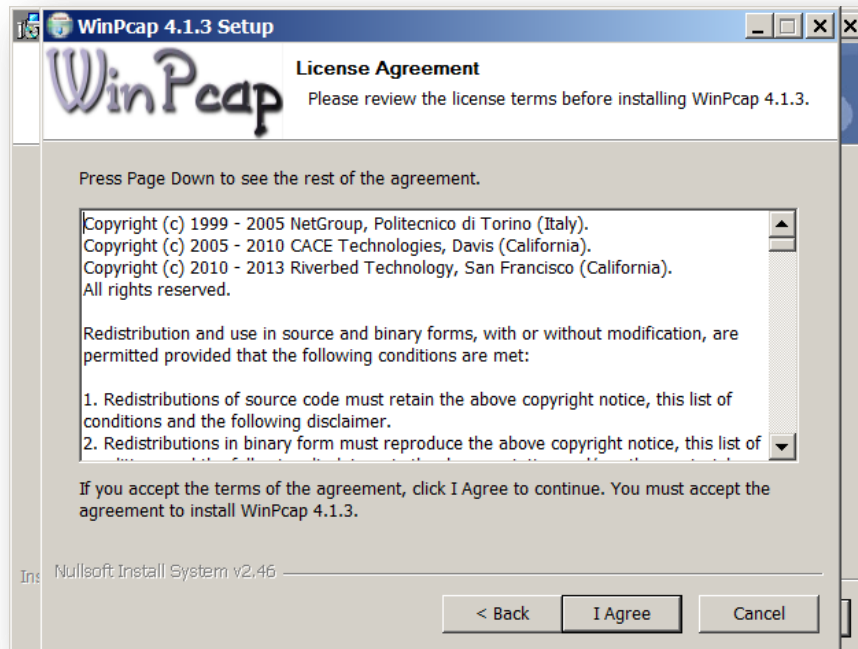 WinPcap 4.1.3 Setup
WinPcap
License Agreement
Please review the license terms before installing WinPcap 4.1.3.
Press Page Down to see the rest of the agreement.
Copyright (c) 1999 - 2005 NetGroup, Politecnico di Torino (Italy).
Copyright (c) 2005 - 2010 CACE Technologies, Davis (California).
Copyright (c) 2010 - 2013 Riverbed Technology, San Francisco (California).
All rights reserved.
Redistribution and use in source and binary forms, with or without modification, are
permitted provided that the following conditions are met:
1. Redistributions of source code must retain the above copyright notice, this list of
conditions and the following disclaimer.
2. Redistributions in binary form must reproduce the above copyright notice, this list of
If you accept the terms of the agreement, click I Agree to continue. You must accept the
agreement to install WinPcap 4.1.3.
Ins
Nullsoft Install System v2.46
< Back
I Agree
Cancel